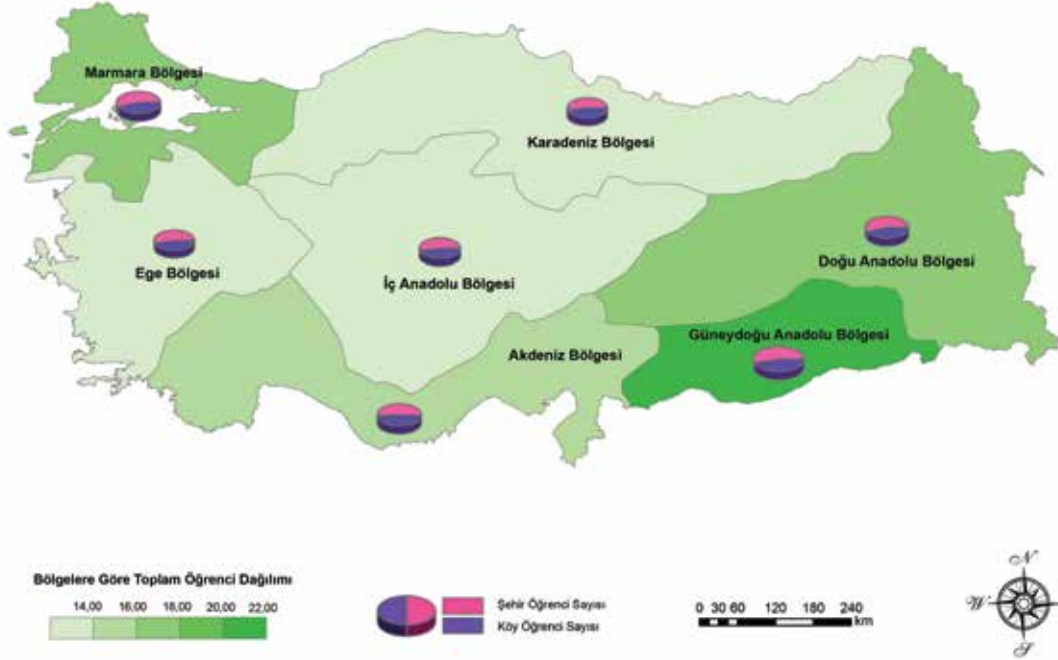 Marmara Bölgesi
Karadeniz Bölgesi
Ege Bölgesi
İç Anadolu Bölgesi
Doğu Anadolu Bölgesi
Güneydoğu Anadolu Bölgesi
Akdeniz Bölgesi
Bölgelere Göre Toplam Öğrenci Dağılımı
14,00 16,00 18,00 20,00 22,00
Şehir Öğrenci Sayısı
Köy Öğrenci Sayısı
0 30 60 120 180 240
km
N
W
S